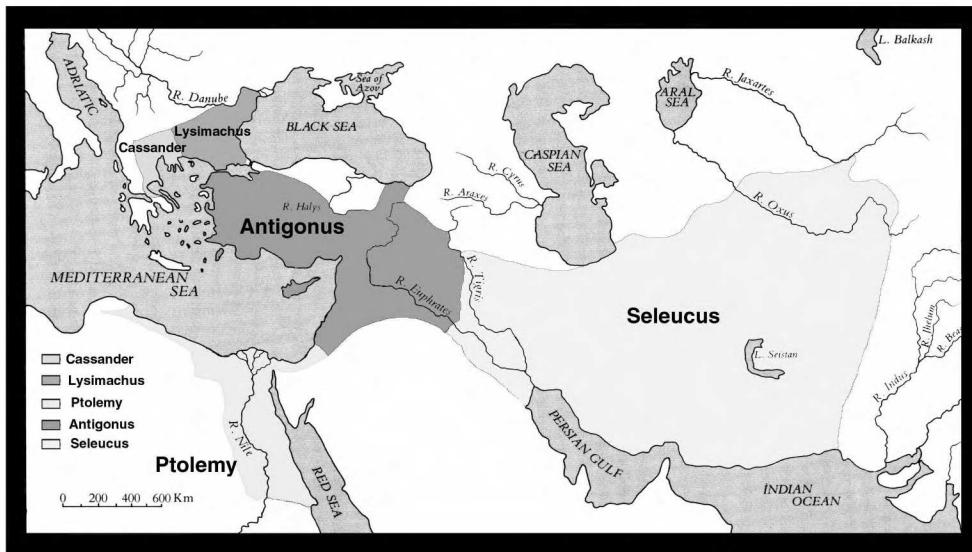 L. Balkash
ADRIATIC
Sea of
Azov
R. Danube
ARAL
SEA
R. Jaxartes
Lysimachus
BLACK SEA
Cassander
CASPIAN
SEA
R. Cyrus
R. Araxes
R. Oxus
R. Halys
Antigonus
MEDITERRANEAN
SEA
R. Euphrates
R. Tigris
Seleucus
R. Jhelum
R. Beas
L. Seistan
R. Indus
Cassander
Lysimachus
Ptolemy
Antigonus
Seleucus
R. Nile
Ptolemy
PERSIAN GULF
RED SEA
INDIAN
OCEAN
0 200 400 600 Km